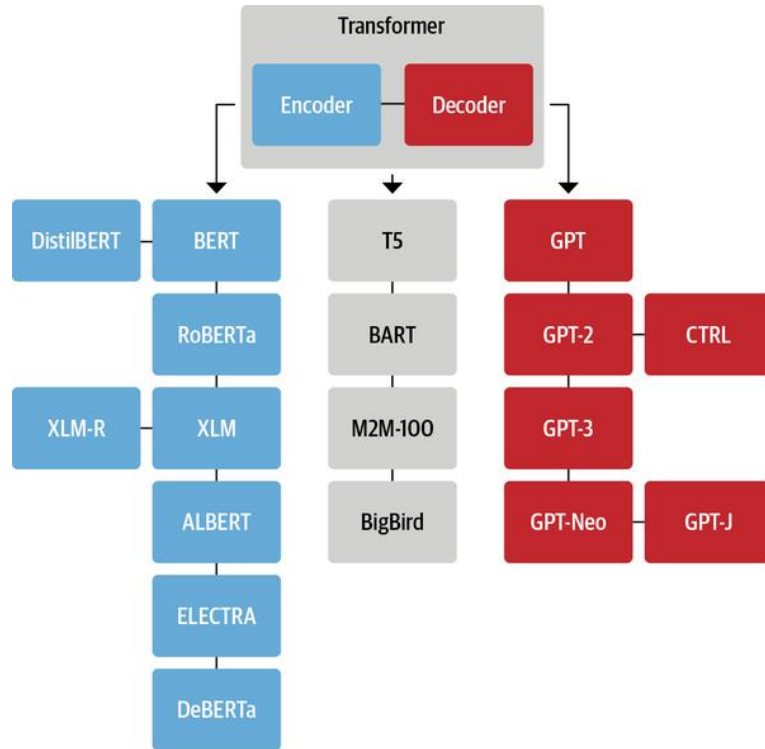 Transformer
Encoder
Decoder
DistilBERT
BERT
T5
GPT
RoBERTa
BART
GPT-2
CTRL
XLM-R
XLM
M2M-100
GPT-3
ALBERT
BigBird
GPT-Neo
GPT-J
ELECTRA
DeBERTa